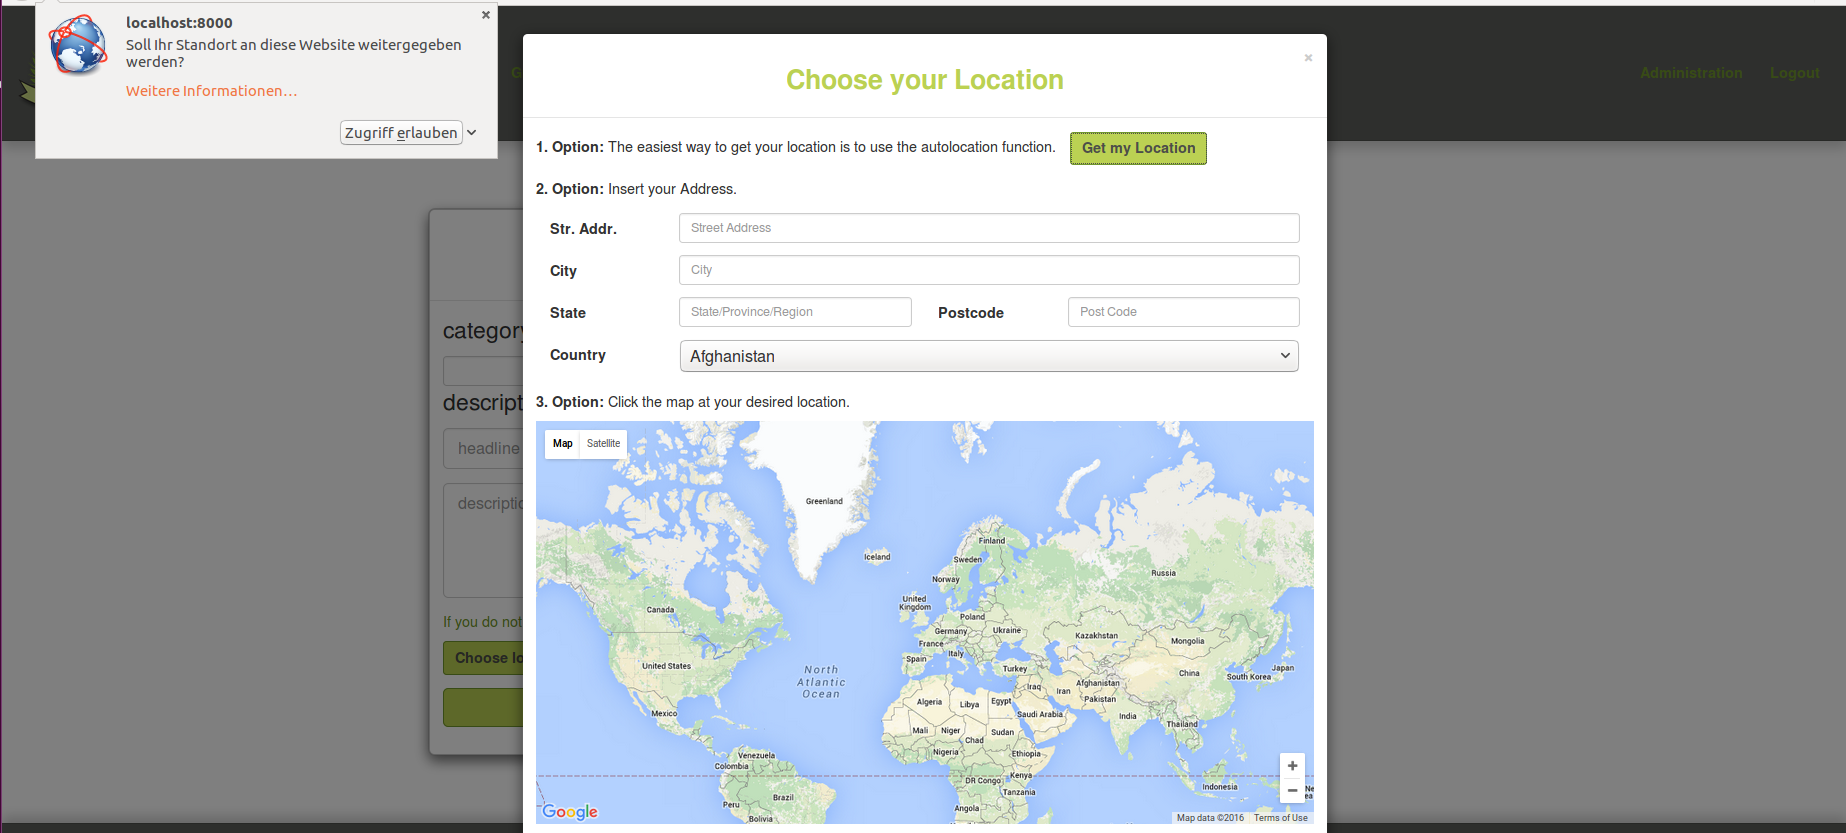 localhost:8000
Soll Ihr Standort an diese Website weitergegeben
werden?
Weitere Informationen…
Zugriff erlauben
G
Administration
Logout
×
Choose your Location
1. Option: The easiest way to get your location is to use the autolocation function.
Get my Location
2. Option: Insert your Address.
Str. Addr.
Street Address
City
City
State
State/Province/Region
Postcode
Post Code
Country
Afghanistan
3. Option: Click the map at your desired location.
category
descript
headline
descriptio
If you do not
Choose lo
Map
Satellite
Greenland
Iceland
Finland
Sweden
Norway
Russia
United
Kingdom
Canada
Poland
Germany
Ukraine
Kazakhstan
Mongolia
France
Italy
Spain
United States
Turkey
Japan
China
South Korea
North
Atlantic
Ocean
Iraq
Iran
Afghanistan
Pakistan
Algeria
Libya
Egypt
Mexico
Saudi Arabia
India
Thailand
Mali
Niger
Chad
Sudan
Nigeria
Ethiopia
Venezuela
Colombia
DR Congo
Kenya
Tanzania
Indonesia
Peru
Brazil
Angola
Bolivia
+
−
Google
Map data ©2016
Terms of Use